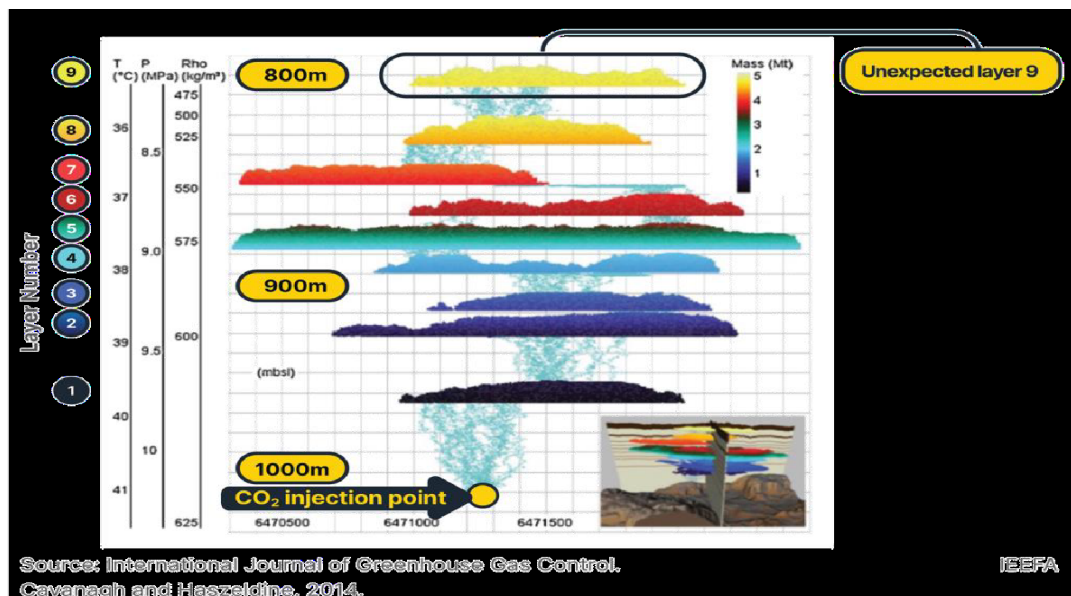 T P Rho
(°C) (MPa) (kg/m³)
800m
Mass (Mt)
Unexpected layer 9
9
5
475
500
8
36
525
4
8.5
7
3
550
37
6
2
5
575
1
9.0
4
38
900m
3
2
600
39
9.5
(mbsl)
1
40
10
1000m
41
CO₂ injection point
625
6470500 6471000 6471500
Layer Number
Source: International Journal of Greenhouse Gas Control.
Cavanagh and Haszeldine, 2014.
IEEFA